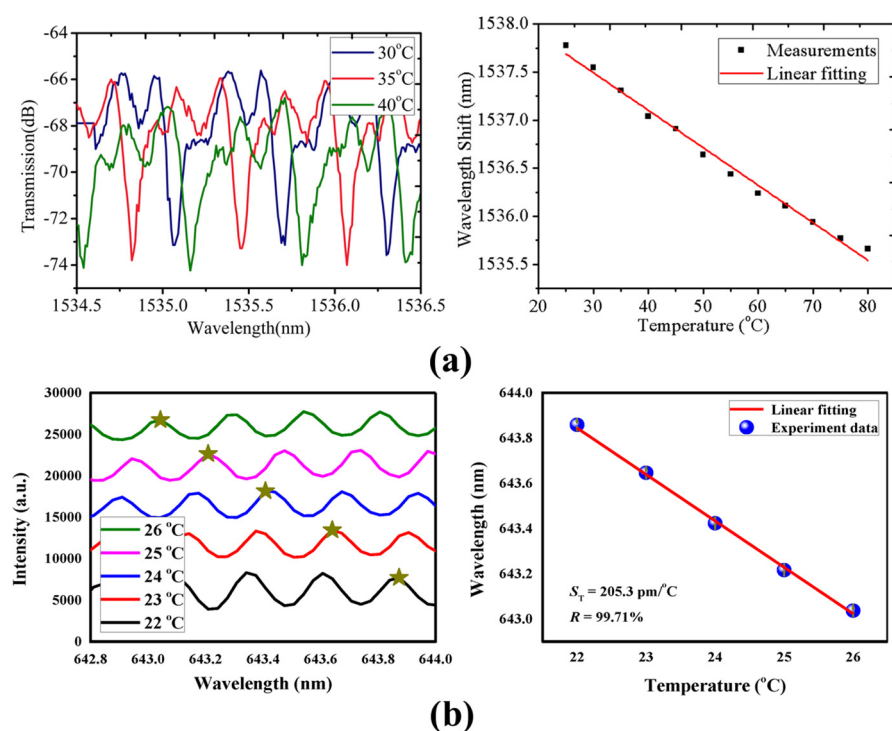 -64
-66
-68
-70
-72
-74
Transmission(dB)
30°C
35°C
40°C
1534.5
1535.0
1535.5
1536.0
1536.5
Wavelength(nm)
1538.0
1537.5
1537.0
1536.5
1536.0
1535.5
Wavelength Shift (nm)
Measurements
Linear fitting
20
30
40
50
60
70
80
Temperature (°C)
(a)
30000
25000
20000
15000
10000
5000
0
Intensity (a.u.)
26 °C
25 °C
24 °C
23 °C
22 °C
642.8
643.0
643.2
643.4
643.6
643.8
644.0
Wavelength (nm)
644.0
643.8
643.4
643.2
643.0
Wavelength (nm)
Linear fitting
Experiment data
S_T = 205.3 pm/°C
R = 99.71%
22
23
24
25
26
Temperature (°C)
(b)